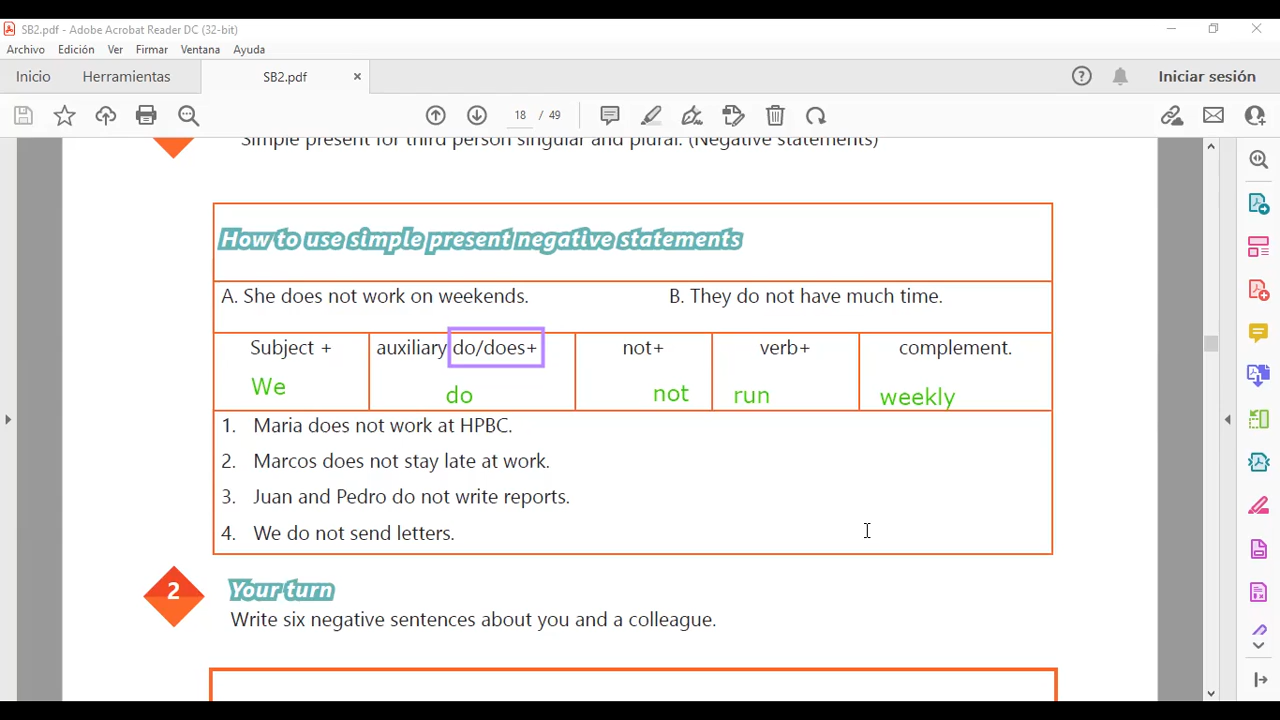 SB2.pdf - Adobe Acrobat Reader DC (32-bit)
Archivo Edición Ver Firmar Ventana Ayuda
Inicio Herramientas SB2.pdf × Iniciar sesión
18 / 49
Simple present for third person singular and plural. (Negative statements)
How to use simple present negative statements
A. She does not work on weekends. B. They do not have much time.
Subject + auxiliary do/does+ not+ verb+ complement.
We do not run weekly
1. Maria does not work at HPBC.
2. Marcos does not stay late at work.
3. Juan and Pedro do not write reports.
4. We do not send letters.
2 Your turn
Write six negative sentences about you and a colleague.